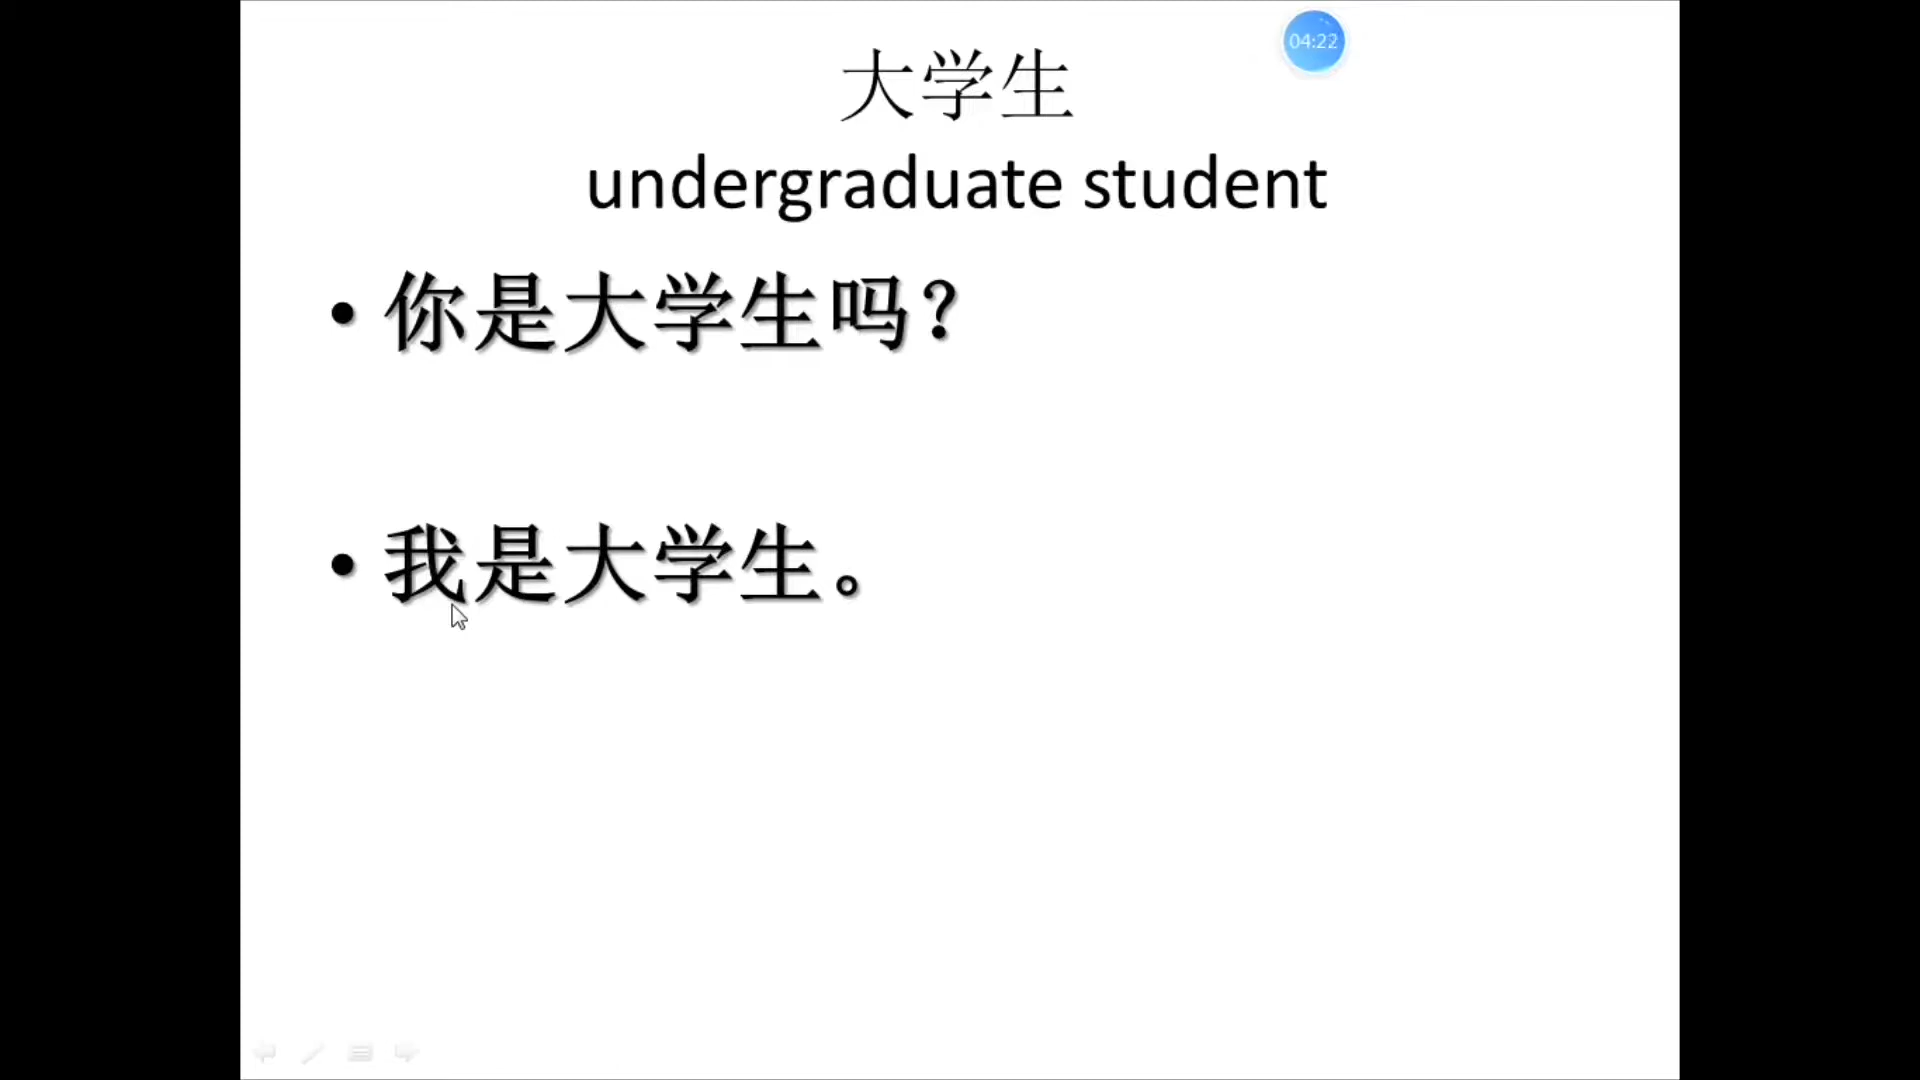 04:22
大学生
undergraduate student
• 你是大学生吗？
• 我是大学生。